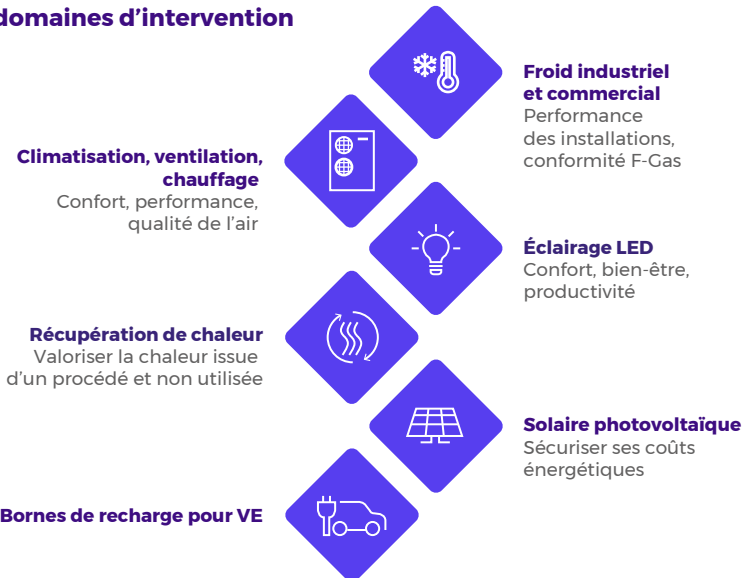 domaines d’intervention
Froid industriel
et commercial
Performance
des installations,
conformité F-Gas
Climatisation, ventilation,
chauffage
Confort, performance,
qualité de l’air
Éclairage LED
Confort, bien-être,
productivité
Récupération de chaleur
Valoriser la chaleur issue
d’un procédé et non utilisée
Solaire photovoltaïque
Sécuriser ses coûts
énergétiques
Bornes de recharge pour VE